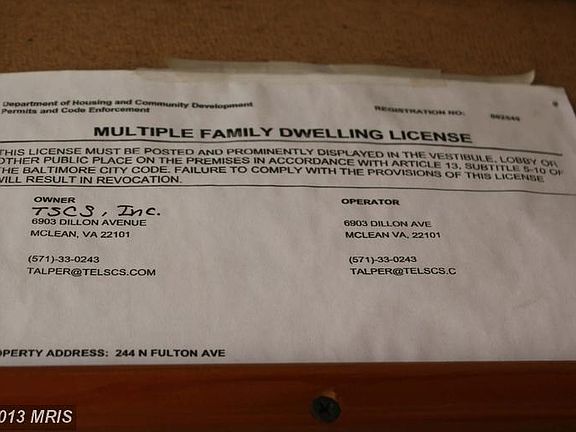 Department of Housing and Community Development
Permits and Code Enforcement
REGISTRATION NO:
MULTIPLE FAMILY DWELLING LICENSE
THIS LICENSE MUST BE POSTED AND PROMINENTLY DISPLAYED IN THE VESTIBULE, LOBBY OR
OTHER PUBLIC PLACE ON THE PREMISES IN ACCORDANCE WITH ARTICLE 13, SUBTITLE 5-10 OF
THE BALTIMORE CITY CODE. FAILURE TO COMPLY WITH THE PROVISIONS OF THIS LICENSE
WILL RESULT IN REVOCATION.
OWNER
TSCS, Inc.
6903 DILLON AVENUE
MCLEAN, VA 22101
(571)-33-0243
TALPER@TELSCS.COM
OPERATOR
6903 DILLON AVE
MCLEAN, VA 22101
(571)-33-0243
TALPER@TELSCS.C
OPERTY ADDRESS: 244 N FULTON AVE
013 MRIS